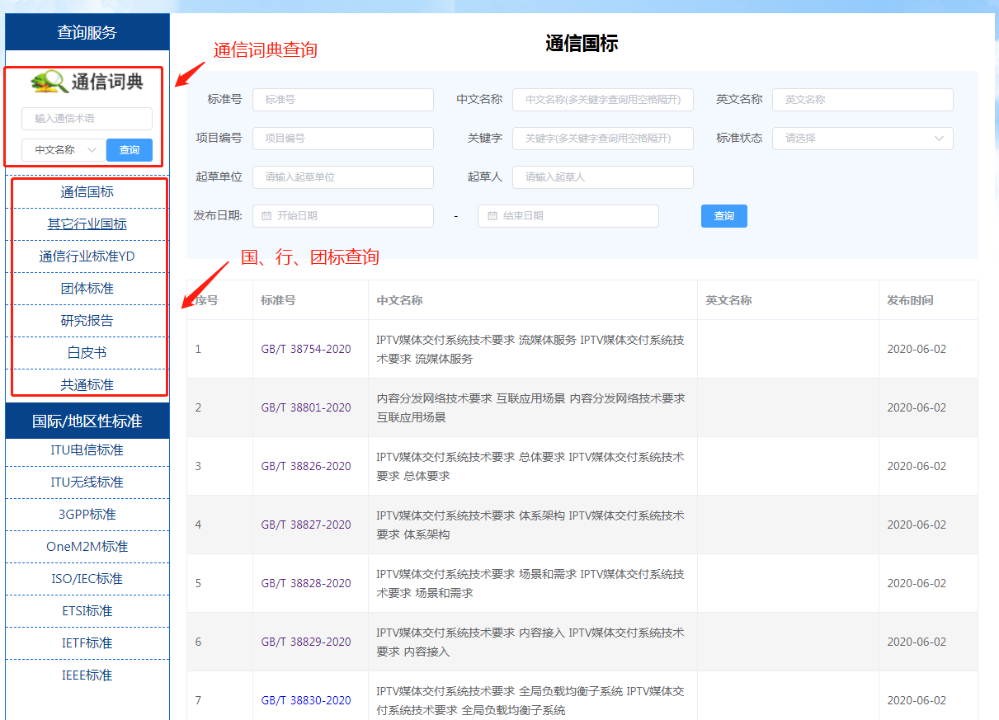 查询服务
通信词典
输入通信术语
中文名称
查询
通信国标
其它行业国标
通信行业标准YD
团体标准
研究报告
白皮书
共通标准
国际/地区性标准
ITU电信标准
ITU无线标准
3GPP标准
OneM2M标准
ISO/IEC标准
ETSI标准
IETF标准
IEEE标准
通信词典查询
国、行、团标查询
通信国标
标准号 标准号 中文名称 中文名称(多关键字查询用空格隔开) 英文名称 英文名称
项目编号 项目编号 关键字 关键字(多关键字查询用空格隔开) 标准状态 请选择
起草单位 请输入起草单位 起草人 请输入起草人
发布日期: 开始日期 - 结束日期 查询
序号 标准号 中文名称 英文名称 发布时间
1 GB/T 38754-2020 IPTV媒体交付系统技术要求 流媒体服务 IPTV媒体交付系统技
术要求 流媒体服务 2020-06-02
2 GB/T 38801-2020 内容分发网络技术要求 互联应用场景 内容分发网络技术要求
互联应用场景 2020-06-02
3 GB/T 38826-2020 IPTV媒体交付系统技术要求 总体要求 IPTV媒体交付系统技术
要求 总体要求 2020-06-02
4 GB/T 38827-2020 IPTV媒体交付系统技术要求 体系架构 IPTV媒体交付系统技术
要求 体系架构 2020-06-02
5 GB/T 38828-2020 IPTV媒体交付系统技术要求 场景和需求 IPTV媒体交付系统技
术要求 场景和需求 2020-06-02
6 GB/T 38829-2020 IPTV媒体交付系统技术要求 内容接入 IPTV媒体交付系统技术
要求 内容接入 2020-06-02
7 GB/T 38830-2020 IPTV媒体交付系统技术要求 全局负载均衡子系统 IPTV媒体交
付系统技术要求 全局负载均衡子系统 2020-06-02